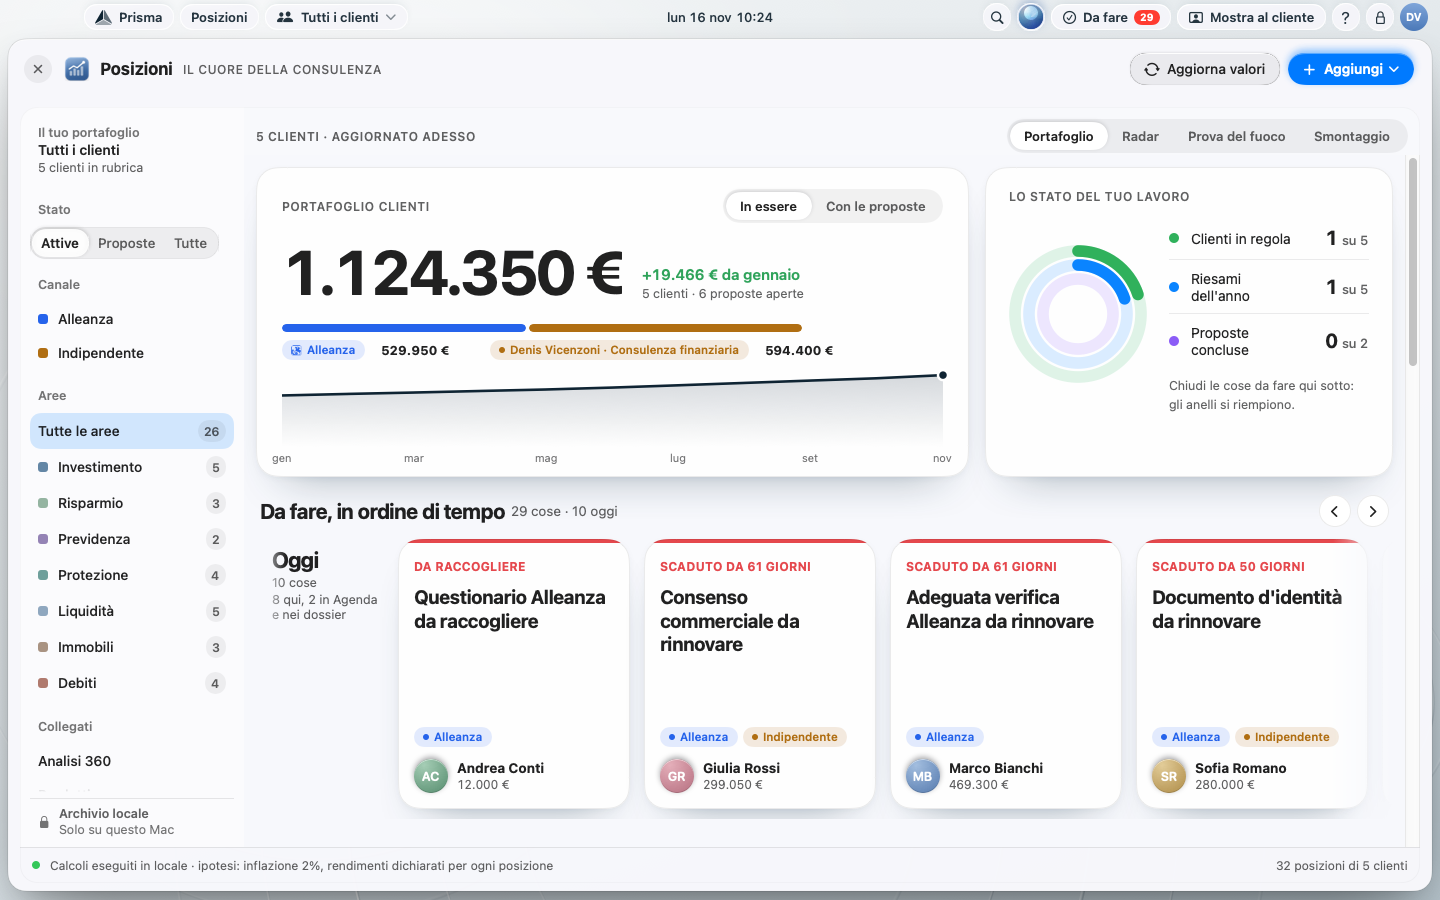 Prisma
Posizioni
Tutti i clienti
lun 16 nov 10:24
Da fare 29
Mostra al cliente
?
DV
Posizioni IL CUORE DELLA CONSULENZA
Aggiorna valori
+ Aggiungi
Il tuo portafoglio
Tutti i clienti
5 clienti in rubrica
Stato
Attive Proposte Tutte
Canale
Alleanza
Indipendente
Aree
Tutte le aree 26
Investimento 5
Risparmio 3
Previdenza 2
Protezione 4
Liquidità 5
Immobili 3
Debiti 4
Collegati
Analisi 360
Archivio locale
Solo su questo Mac
5 CLIENTI · AGGIORNATO ADESSO
Portafoglio Radar Prova del fuoco Smontaggio
PORTAFOGLIO CLIENTI
In essere Con le proposte
1.124.350 €
+19.466 € da gennaio
5 clienti · 6 proposte aperte
Alleanza 529.950 €
Denis Vicenzoni · Consulenza finanziaria 594.400 €
gen mar mag lug set nov
LO STATO DEL TUO LAVORO
Clienti in regola 1 su 5
Riesami
dell'anno
1 su 5
Proposte
concluse
0 su 2
Chiudi le cose da fare qui sotto:
gli anelli si riempiono.
Da fare, in ordine di tempo 29 cose · 10 oggi
Oggi
10 cose
8 qui, 2 in Agenda
e nei dossier
DA RACCOGLIERE
Questionario Alleanza
da raccogliere
Alleanza
AC
Andrea Conti
12.000 €
SCADUTO DA 61 GIORNI
Consenso
commerciale da
rinnovare
Alleanza Indipendente
GR
Giulia Rossi
299.050 €
SCADUTO DA 61 GIORNI
Adeguata verifica
Alleanza da rinnovare
Alleanza
MB
Marco Bianchi
469.300 €
SCADUTO DA 50 GIORNI
Documento d'identità
da rinnovare
Alleanza Indipendente
SR
Sofia Romano
280.000 €
Calcoli eseguiti in locale · ipotesi: inflazione 2%, rendimenti dichiarati per ogni posizione
32 posizioni di 5 clienti